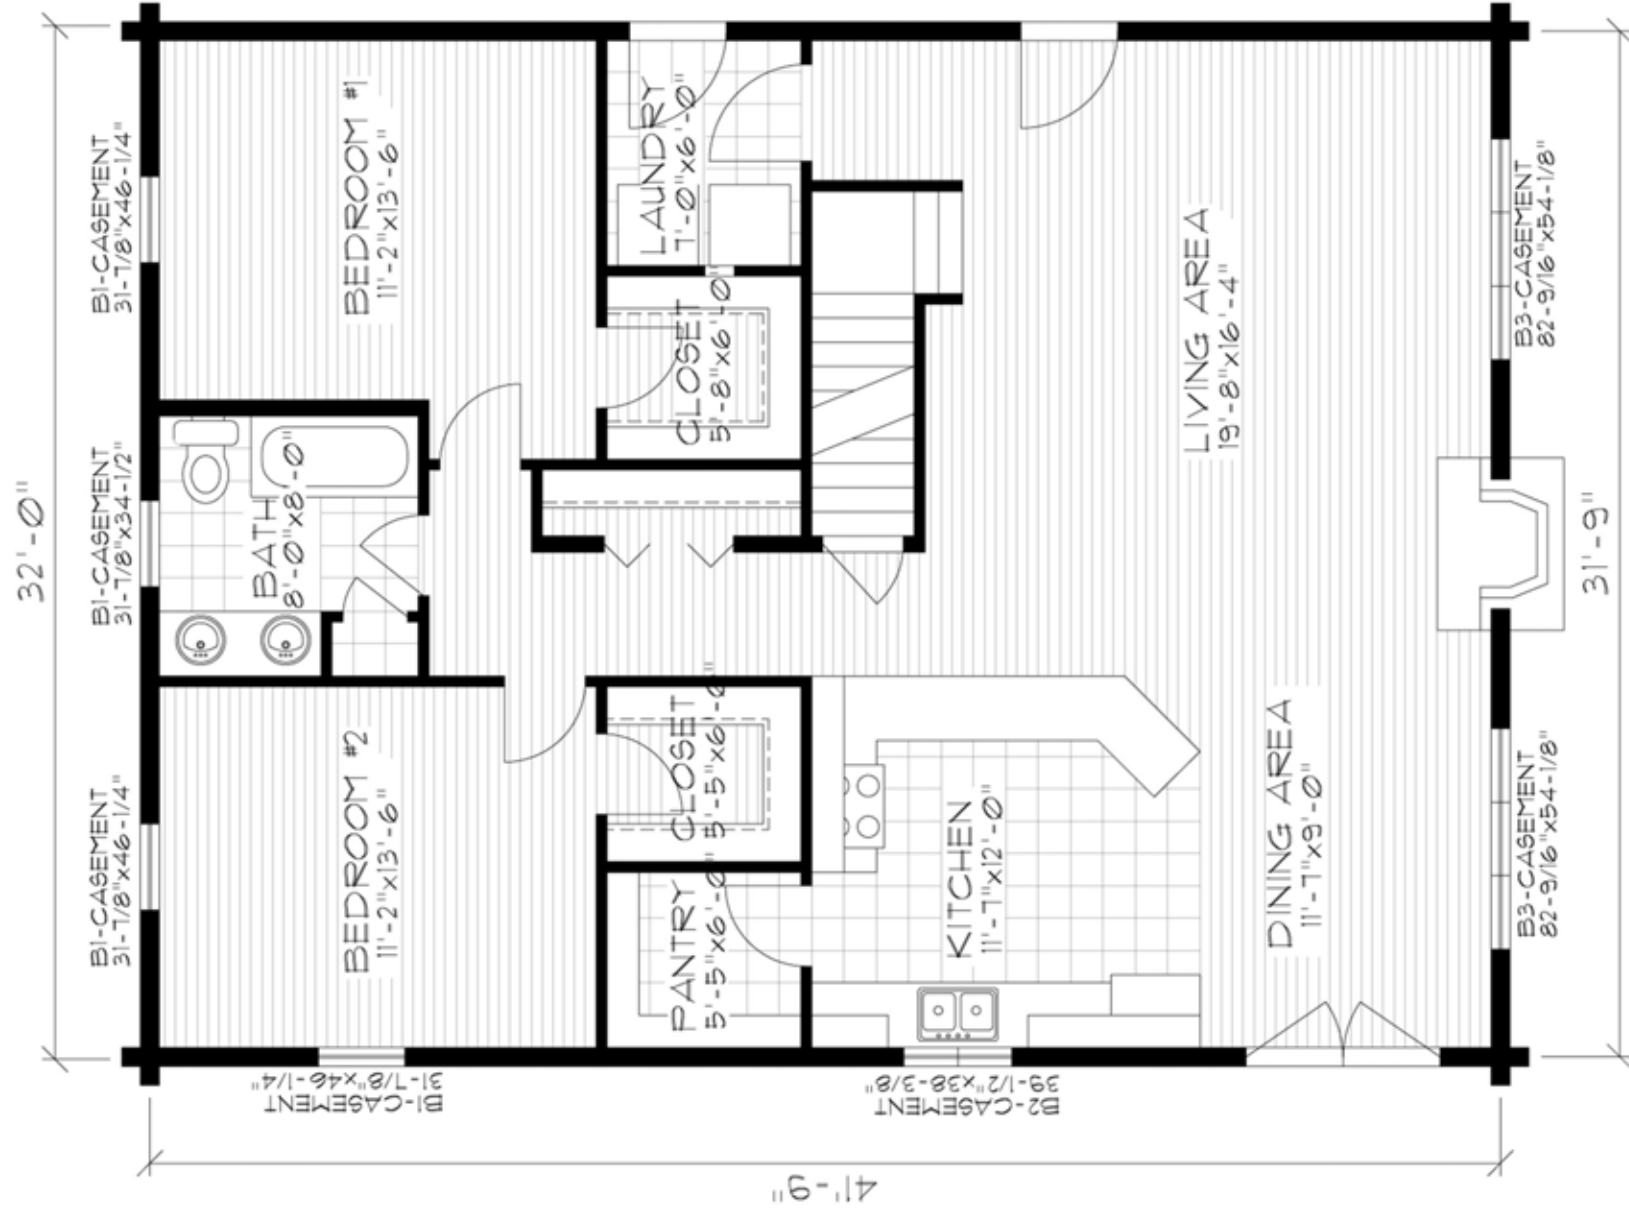 B1-CASEMENT
31-7/8"x46-1/4"
BEDROOM #1
11'-2"x13'-6"
LAUNDRY
7'-0"x6'-0"
CLOSET
5'-8"x6'-0"
LIVING AREA
19'-8"x16'-4"
B3-CASEMENT
82-9/16"x54-1/8"
32'-0"
B1-CASEMENT
31-7/8"x34-1/2"
BATH
8'-0"x8'-0"
31'-9"
B1-CASEMENT
31-7/8"x46-1/4"
BEDROOM #2
11'-2"x13'-6"
CLOSET
5'-5"x6'-0"
PANTRY
5'-5"x6'-0"
KITCHEN
11'-7"x12'-0"
DINING AREA
11'-7"x9'-0"
B3-CASEMENT
82-9/16"x54-1/8"
B1-CASEMENT
31-7/8"x46-1/4"
B2-CASEMENT
39-1/2"x38-3/8"
41'-9"